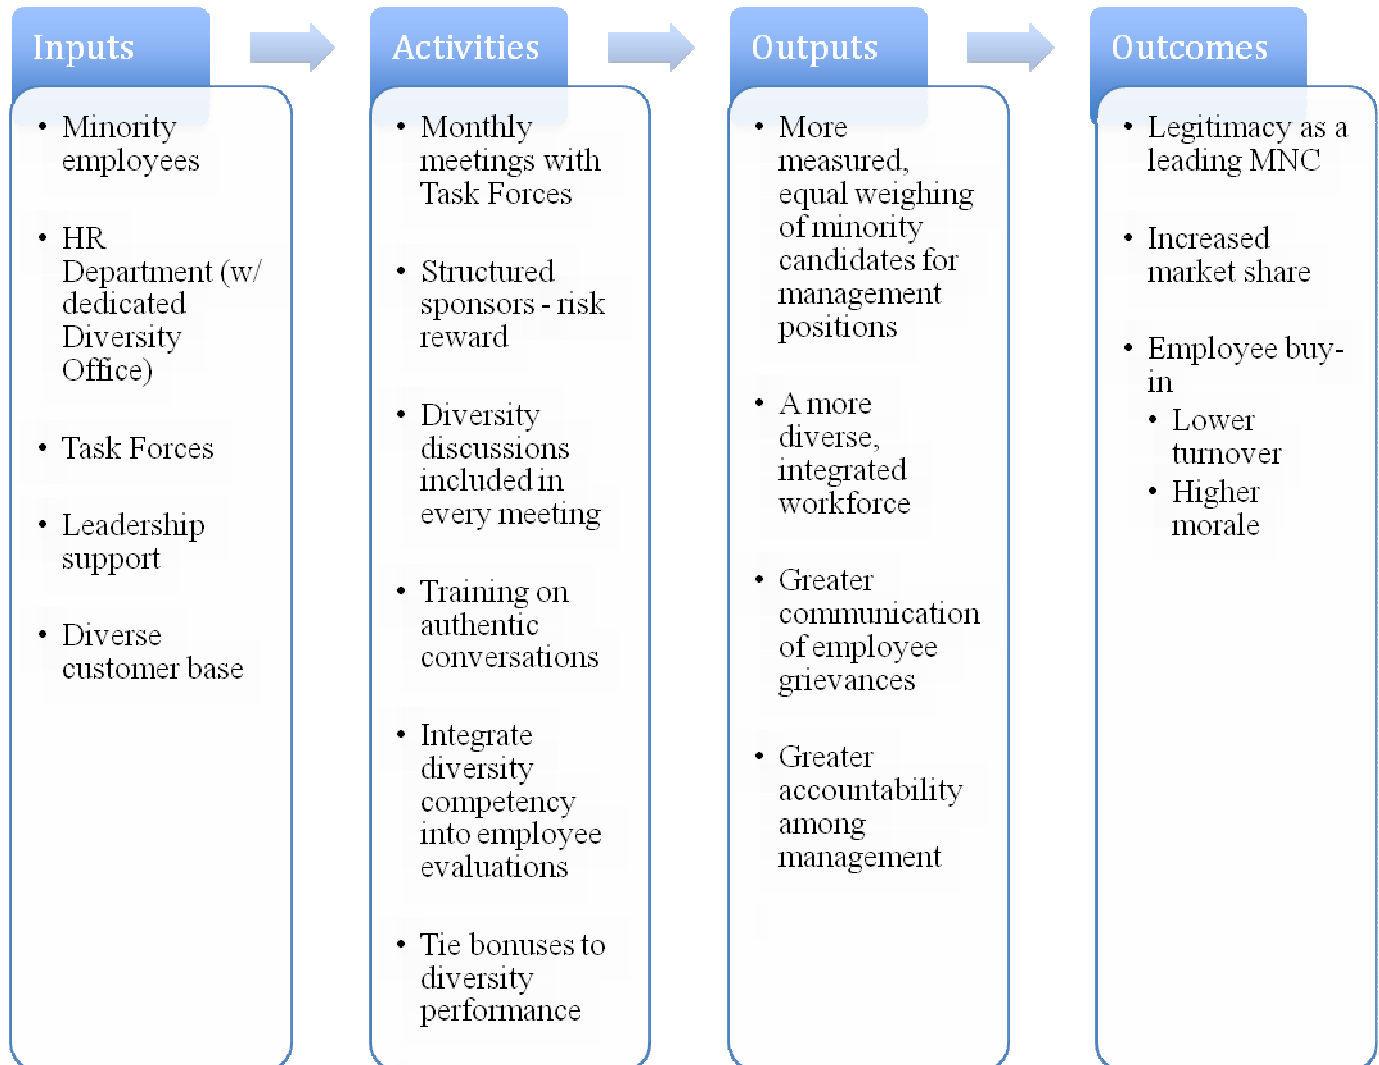 Inputs
• Minority
employees
• HR
Department (w/
dedicated
Diversity
Office)
• Task Forces
• Leadership
support
• Diverse
customer base
Activities
• Monthly
meetings with
Task Forces
• Structured
sponsors - risk
reward
• Diversity
discussions
included in
every meeting
• Training on
authentic
conversations
• Integrate
diversity
competency
into employee
evaluations
• Tie bonuses to
diversity
performance
Outputs
• More
measured,
equal weighing
of minority
candidates for
management
positions
• A more
diverse,
integrated
workforce
• Greater
communication
of employee
grievances
• Greater
accountability
among
management
Outcomes
• Legitimacy as a
leading MNC
• Increased
market share
• Employee buy-
in
• Lower
turnover
• Higher
morale